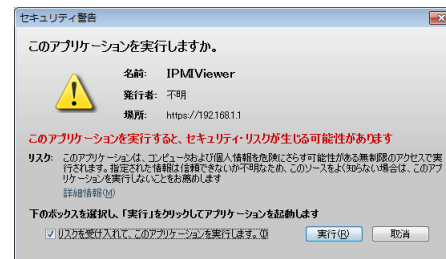 セキュリティ警告
このアプリケーションを実行しますか。
名前: IPMIViewer
発行者: 不明
場所: https://192.168.1.1
このアプリケーションを実行すると、セキュリティ・リスクが生じる可能性があります
リスク: このアプリケーションは、コンピュータおよび個人情報を危険にさらす可能性がある無制限のアクセスで実
行されます。指定された情報は信頼できないか不明なため、このソースをよく知らない場合は、このアプ
リケーションを実行しないことをお薦めします
詳細情報(M)
下のボックスを選択し、「実行」をクリックしてアプリケーションを起動します
リスクを受け入れて、このアプリケーションを実行します。(I)
実行(R) 取消